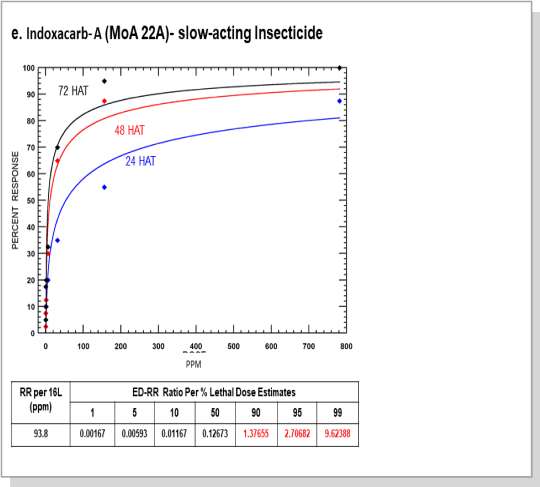 e. Indoxacarb-A (MoA 22A)- slow-acting Insecticide
100
90
80
70
60
50
40
30
20
10
0
PERCENT RESPONSE
72 HAT
48 HAT
24 HAT
0 100 200 300 400 500 600 700 800
PPM
RR per 16L (ppm)
ED-RR Ratio Per % Lethal Dose Estimates
1 5 10 50 90 95 99
93.8 0.00167 0.00593 0.01167 0.12673 1.37655 2.70682 9.62388